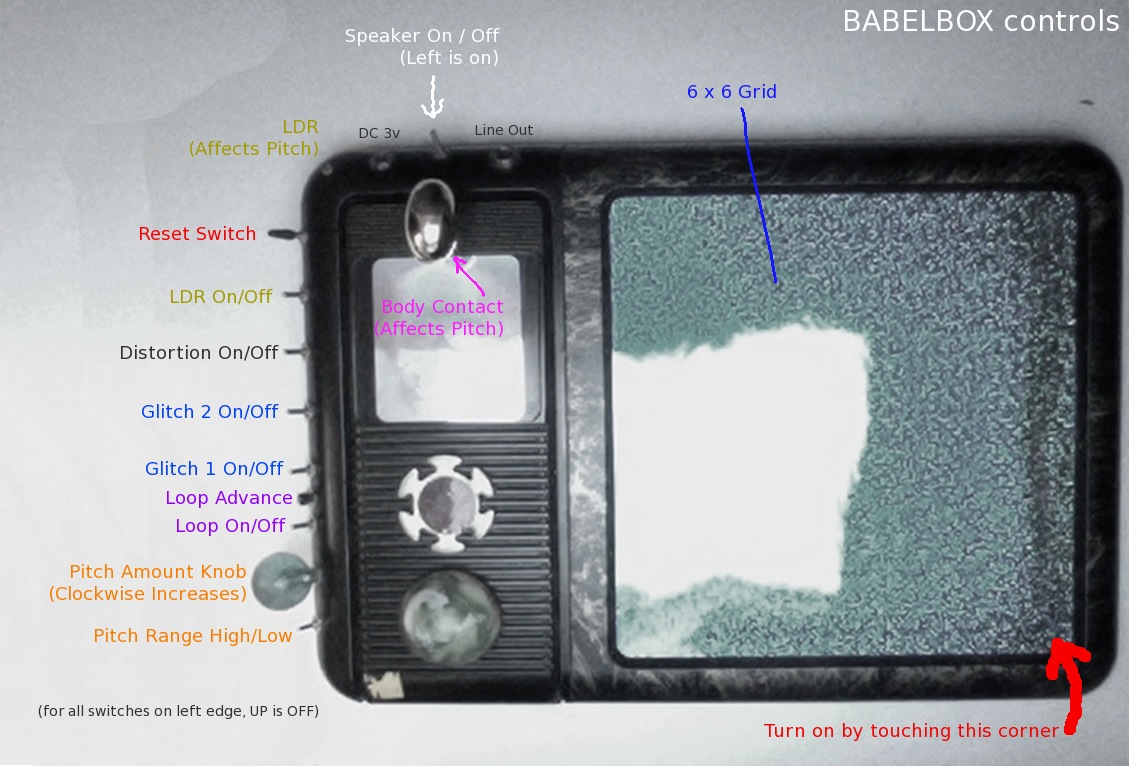 BABELBOX controls
Speaker On / Off
(Left is on)
6 x 6 Grid
LDR
(Affects Pitch)
DC 3v
Line Out
Reset Switch
LDR On/Off
Body Contact
(Affects Pitch)
Distortion On/Off
Glitch 2 On/Off
Glitch 1 On/Off
Loop Advance
Loop On/Off
Pitch Amount Knob
(Clockwise Increases)
Pitch Range High/Low
(for all switches on left edge, UP is OFF)
Turn on by touching this corner